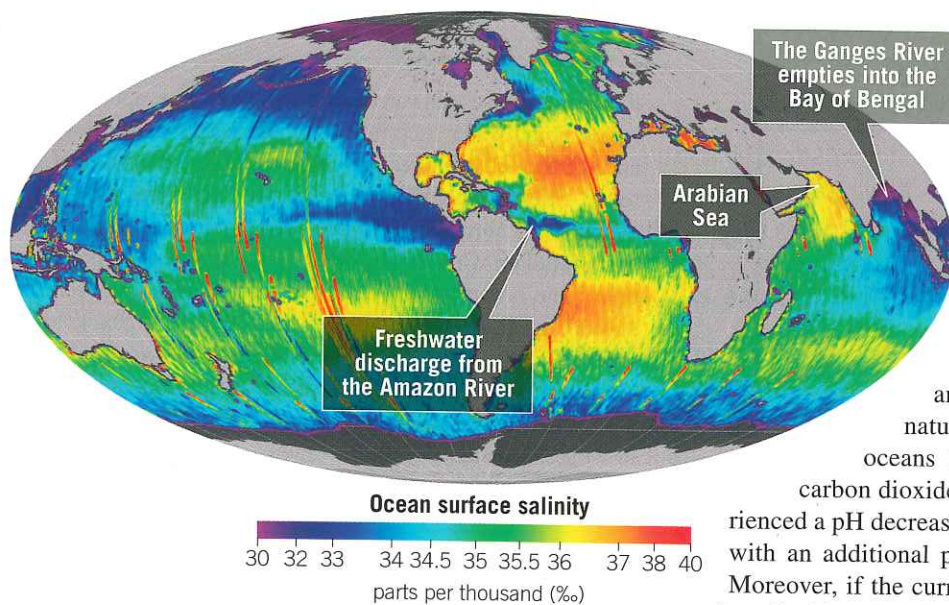 The Ganges River
empties into the
Bay of Bengal
Arabian
Sea
Freshwater
discharge from
the Amazon River
Ocean surface salinity
30 32 33 34 34.5 35 35.5 36 37 38 40
parts per thousand (‰)
natu
oceans
carbon dioxide
rienced a pH decreas
with an additional p
Moreover, if the curr